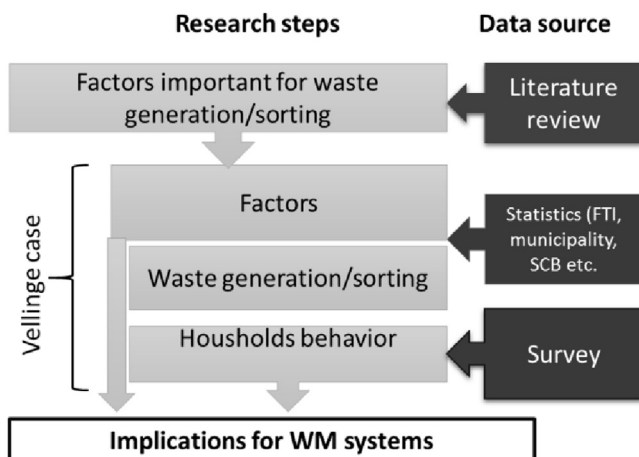 Research steps
Data source
Factors important for waste
generation/sorting
Literature
review
Vellinge case
Factors
Statistics (FTI,
municipality,
SCB etc.
Waste generation/sorting
Housholds behavior
Survey
Implications for WM systems